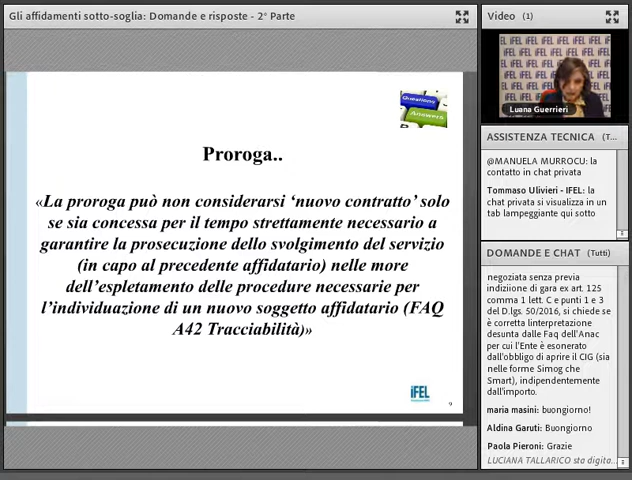 Gli affidamenti sotto-soglia: Domande e risposte - 2° Parte
Questions
Answers
Proroga..
«La proroga può non considerarsi ‘nuovo contratto’ solo
se sia concessa per il tempo strettamente necessario a
garantire la prosecuzione dello svolgimento del servizio
(in capo al precedente affidatario) nelle more
dell’espletamento delle procedure necessarie per
l’individuazione di un nuovo soggetto affidatario (FAQ
A42 Tracciabilità)»
iFEL
9
Video (1)
Luana Guerrieri
ASSISTENZA TECNICA (T...
@MANUELA MURROCU: la
contatto in chat privata
Tommaso Ulivieri - IFEL: la
chat privata si visualizza in un
tab lampeggiante qui sotto
DOMANDE E CHAT (Tutti)
negoziata senza previa
indiizione di gara ex art. 125
comma 1 lett. C e punti 1 e 3
del D.lgs. 50/2016, si chiede se
è corretta linterpretazione
desunta dalle Faq dell'Anac
per cui l'Ente è esonerato
dall'obbligo di aprire il CIG (sia
nelle forme Simog che
Smart), indipendentemente
dall'importo.
maria masini: buongiorno!
Aldina Garuti: Buongiorno
Paola Pieroni: Grazie
LUCIANA TALLARICO sta digita...